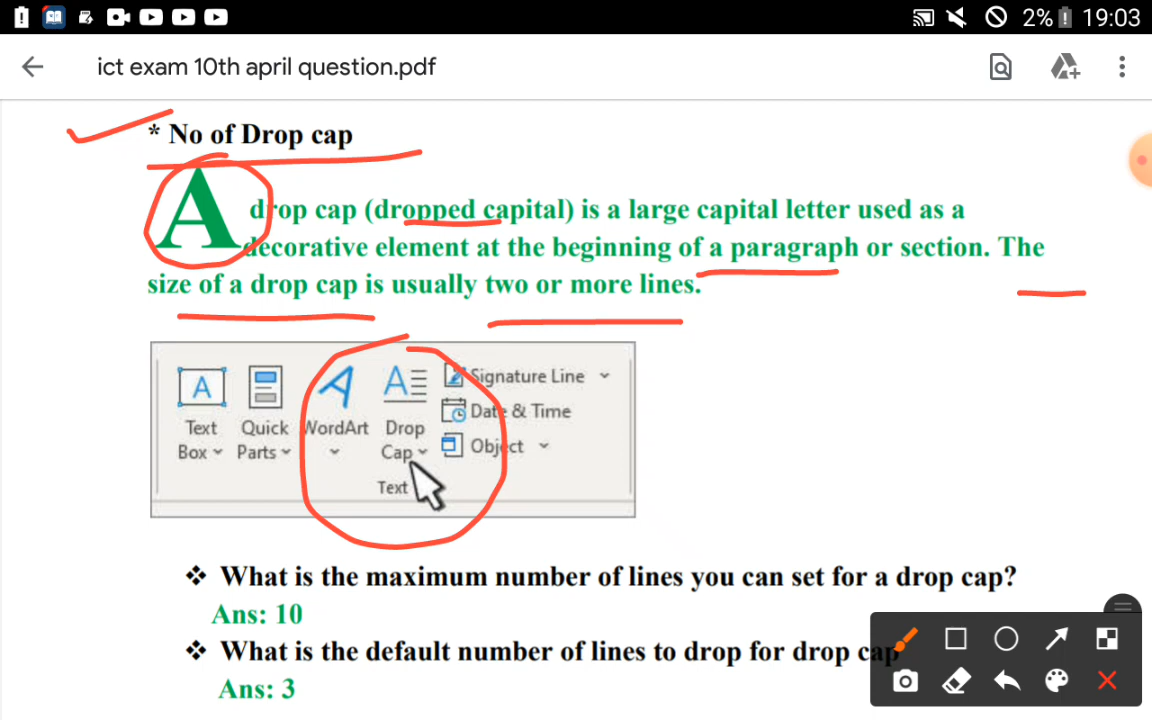 2% 19:03
ict exam 10th april question.pdf
* No of Drop cap
A drop cap (dropped capital) is a large capital letter used as a
decorative element at the beginning of a paragraph or section. The
size of a drop cap is usually two or more lines.
A
Text Box
Quick Parts
A
WordArt
A
Drop Cap
Signature Line
Date & Time
Object
Text
❖ What is the maximum number of lines you can set for a drop cap?
Ans: 10
❖ What is the default number of lines to drop for drop cap
Ans: 3